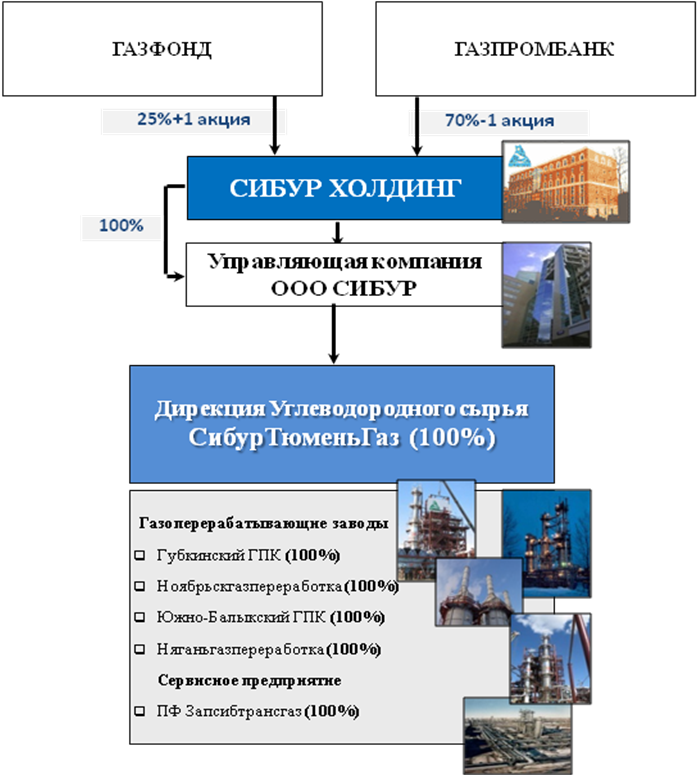 ГАЗФОНД
ГАЗПРОМБАНК
25%+1 акция
70%-1 акция
СИБУР ХОЛДИНГ
100%
Управляющая компания
ООО СИБУР
Дирекция Углеводородного сырья
СибурТюменьГаз (100%)
Газоперерабатывающие заводы
Губкинский ГПК (100%)
Ноябрьскгазпереработка (100%)
Южно-Балыкский ГПК (100%)
Няганьгазпереработка (100%)
Сервисное предприятие
ПФ Запсибтрансгаз (100%)